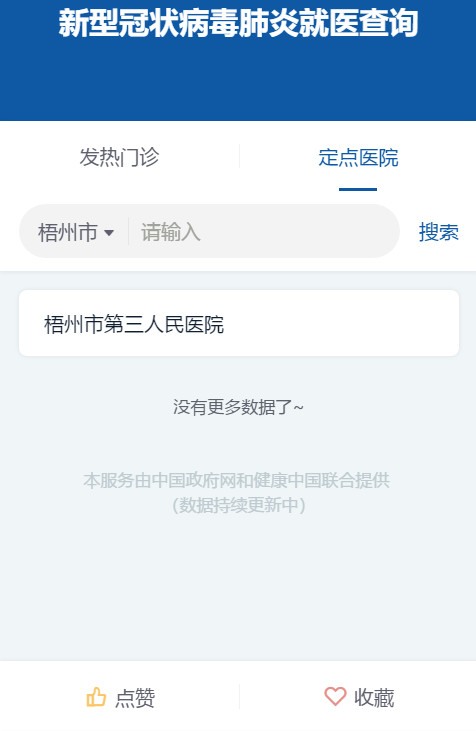 新型冠状病毒肺炎就医查询
发热门诊 定点医院
梧州市 请输入 搜索
梧州市第三人民医院
没有更多数据了~
本服务由中国政府网和健康中国联合提供
（数据持续更新中）
点赞 收藏